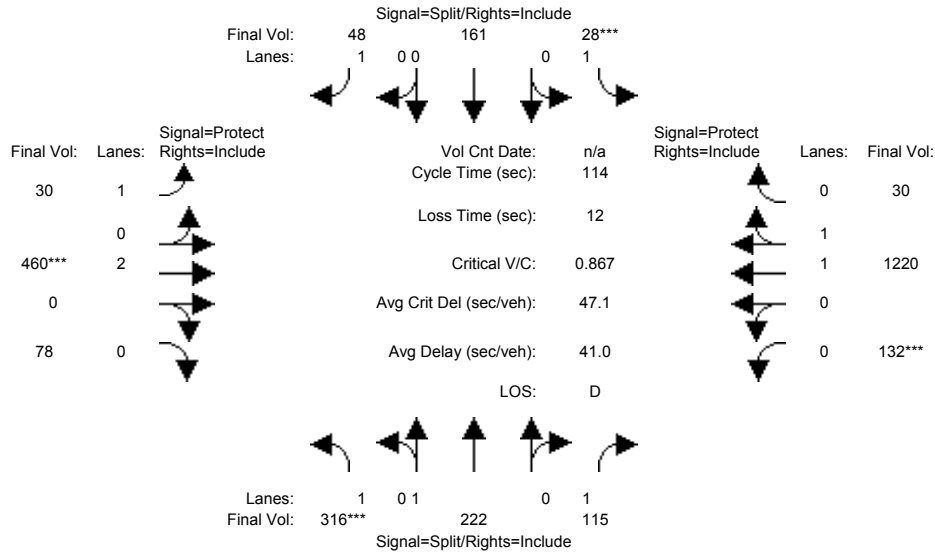 Signal=Split/Rights=Include
Final Vol: 48 161 28***
Lanes: 1 0 0 0 1
Signal=Protect
Final Vol: Lanes: Rights=Include
Vol Cnt Date: n/a
Signal=Protect
Rights=Include Lanes: Final Vol:
Cycle Time (sec): 114
30 1
0 30
Loss Time (sec): 12
0
1
460*** 2
Critical V/C: 0.867
1 1220
0
Avg Crit Del (sec/veh): 47.1
0
78 0
Avg Delay (sec/veh): 41.0
0 132***
LOS: D
Lanes: 1 0 1 0 1
Final Vol: 316*** 222 115
Signal=Split/Rights=Include